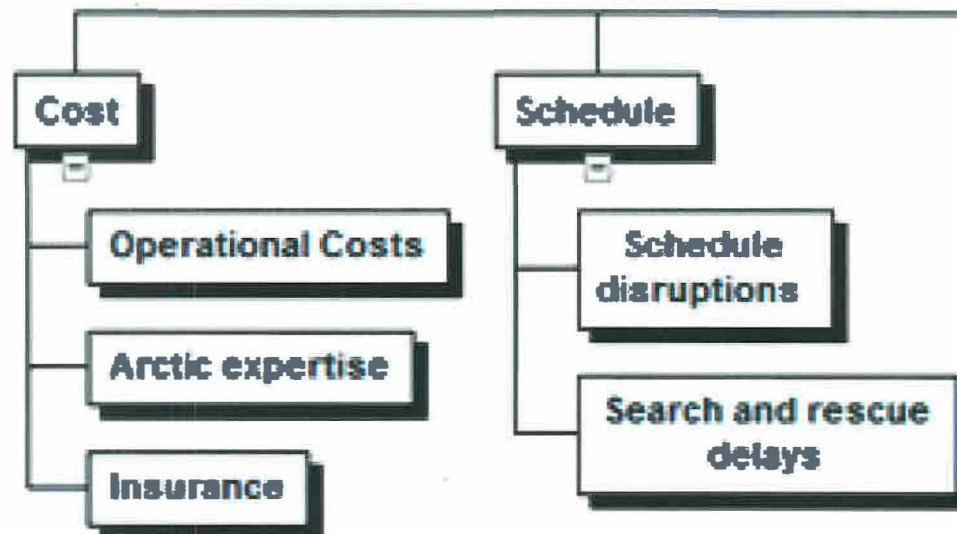 Cost
Operational Costs
Arctic expertise
Insurance
Schedule
Schedule
disruptions
Search and rescue
delays